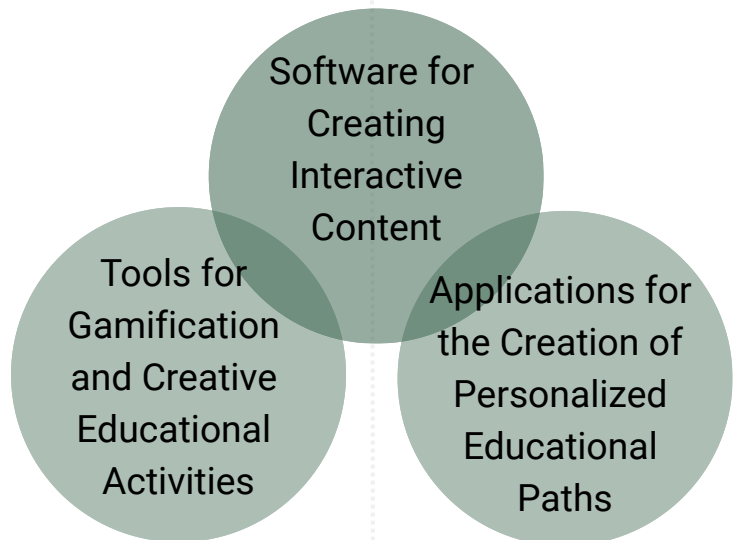 Software for
Creating
Interactive
Content
Tools for
Gamification
and Creative
Educational
Activities
Applications for
the Creation of
Personalized
Educational
Paths